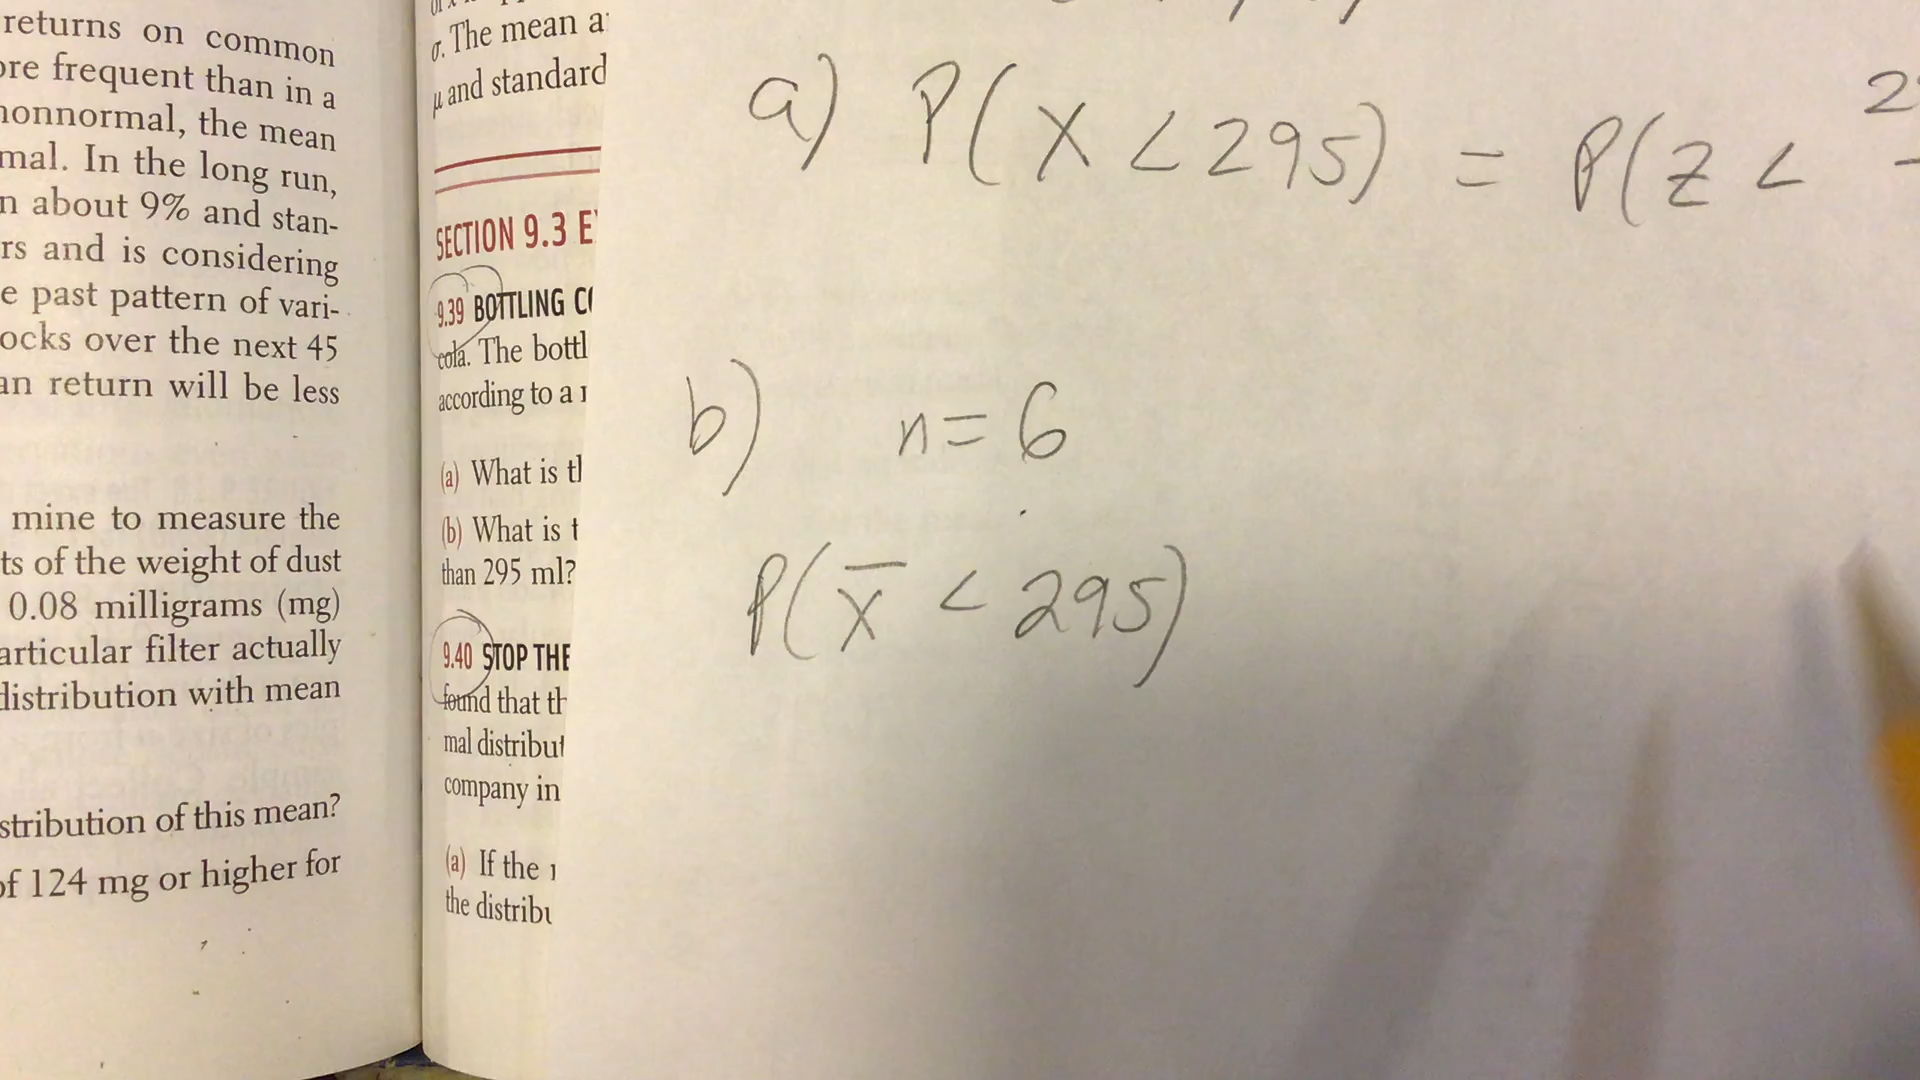 returns on common
ore frequent than in a
nonnormal, the mean
mal. In the long run,
n about 9% and stan-
rs and is considering
e past pattern of vari-
ocks over the next 45
an return will be less
mine to measure the
ts of the weight of dust
0.08 milligrams (mg)
articular filter actually
distribution with mean
stribution of this mean?
of 124 mg or higher for
σ. The mean a
μ and standard
SECTION 9.3 E
9.39 BOTTLING CO
cola. The bottl
according to a
(a) What is th
(b) What is t
than 295 ml?
9.40 STOP THE
found that th
mal distribut
company in
(a) If the
the distribu
a) P(X < 295) = P(Z < 2
b) n = 6
P(x̄ < 295)